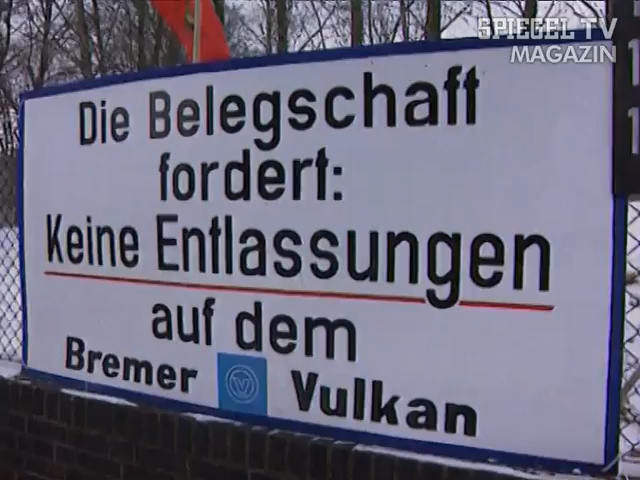 SPIEGEL TV
MAGAZIN
Die Belegschaft
fordert:
Keine Entlassungen
auf dem
Bremer Vulkan